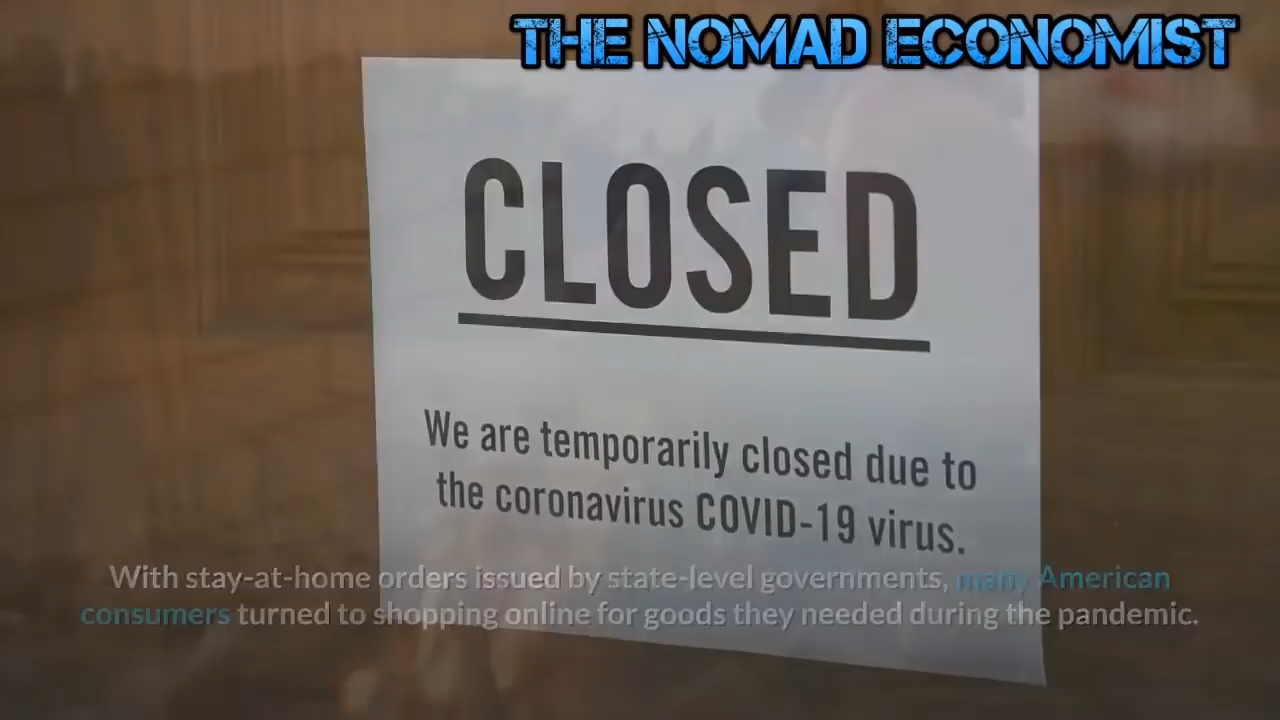 THE NOMAD ECONOMIST
CLOSED
We are temporarily closed due to
the coronavirus COVID-19 virus.
With stay-at-home orders issued by state-level governments, many American
consumers turned to shopping online for goods they needed during the pandemic.